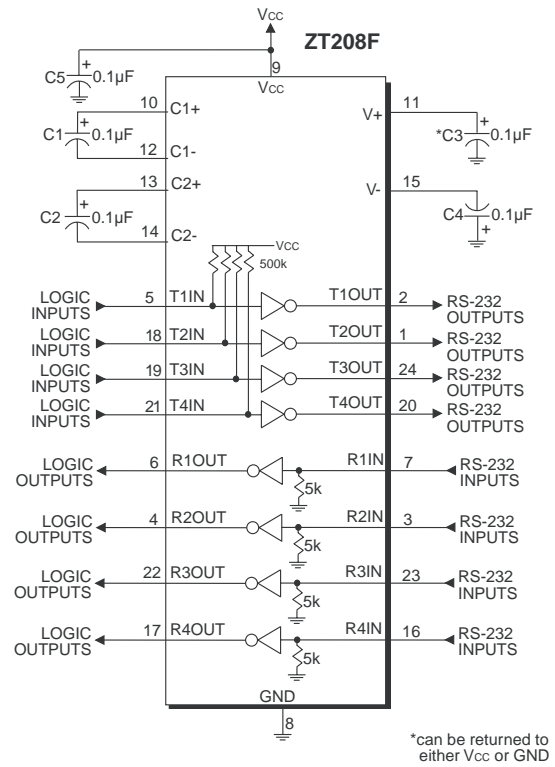 Vcc
ZT208F
9
Vcc
C5 + 0.1µF
10 C1+ V+ 11
C1 + 0.1µF
*C3 + 0.1µF
12 C1-
13 C2+ V- 15
C2 + 0.1µF
C4 0.1µF +
14 C2-
Vcc
500k
LOGIC INPUTS 5 T1IN T1OUT 2 RS-232 OUTPUTS
LOGIC INPUTS 18 T2IN T2OUT 1 RS-232 OUTPUTS
LOGIC INPUTS 19 T3IN T3OUT 24 RS-232 OUTPUTS
LOGIC INPUTS 21 T4IN T4OUT 20 RS-232 OUTPUTS
LOGIC OUTPUTS 6 R1OUT R1IN 7 RS-232 INPUTS
5k
LOGIC OUTPUTS 4 R2OUT R2IN 3 RS-232 INPUTS
5k
LOGIC OUTPUTS 22 R3OUT R3IN 23 RS-232 INPUTS
5k
LOGIC OUTPUTS 17 R4OUT R4IN 16 RS-232 INPUTS
5k
GND
8
*can be returned to
either Vcc or GND